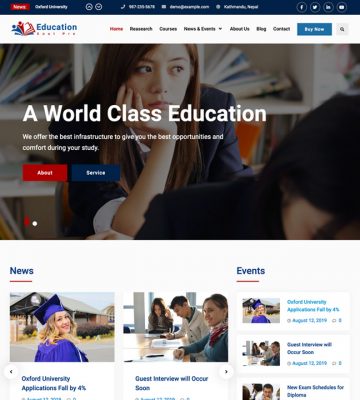 News: Oxford University 987-235-5678 demo@example.com Kathmandu, Nepal
Education
Soul Pro
Home Reasearch Courses News & Events About Us Blog Contact Buy Now
A World Class Education
We offer the best infrastructure to give you the best opportunities and
comfort during your study.
About Service
News
Events
Oxford University
Applications Fall by 4%
August 12, 2019 0
Guest Interview will
Occur Soon
August 12, 2019 0
New Exam Schedules for
Diploma
August 12, 2019 0
Oxford University
Applications Fall by 4%
Guest Interview will Occur
Soon